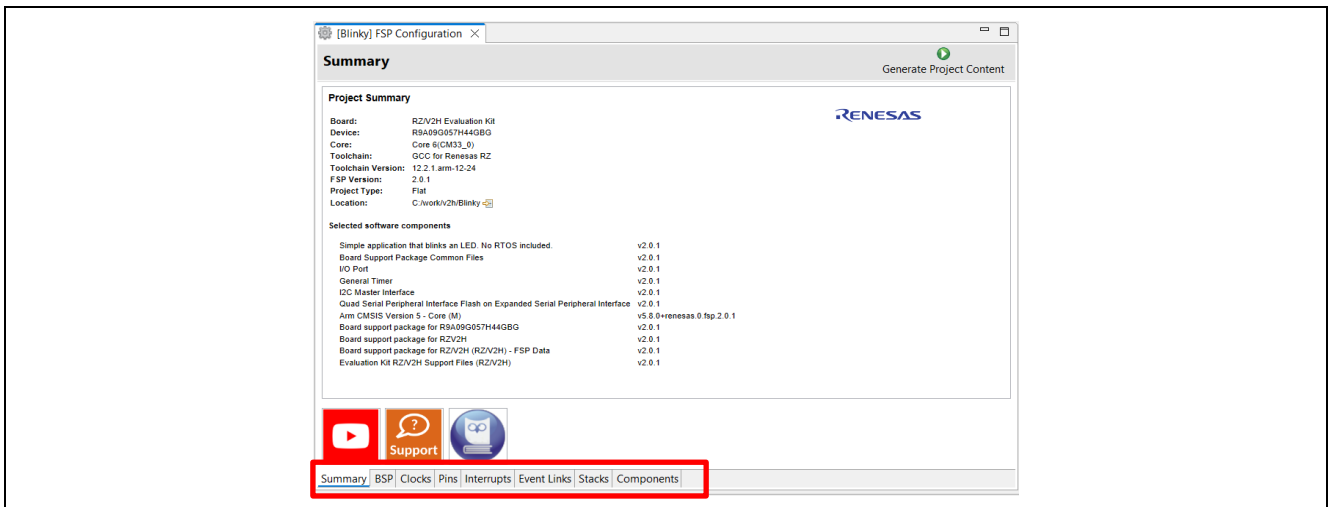 [Blinky] FSP Configuration
Summary
Generate Project Content
Project Summary
RENESAS
Board: RZ/V2H Evaluation Kit
Device: R9A09G057H44GBG
Core: Core 6(CM33_0)
Toolchain: GCC for Renesas RZ
Toolchain Version: 12.2.1.arm-12-24
FSP Version: 2.0.1
Project Type: Flat
Location: C:/work/v2h/Blinky
Selected software components
Simple application that blinks an LED. No RTOS included. v2.0.1
Board Support Package Common Files v2.0.1
I/O Port v2.0.1
General Timer v2.0.1
I2C Master Interface v2.0.1
Quad Serial Peripheral Interface Flash on Expanded Serial Peripheral Interface v2.0.1
Arm CMSIS Version 5 - Core (M) v5.8.0+renesas.0.fsp.2.0.1
Board support package for R9A09G057H44GBG v2.0.1
Board support package for RZV2H v2.0.1
Board support package for RZ/V2H (RZ/V2H) - FSP Data v2.0.1
Evaluation Kit RZ/V2H Support Files (RZ/V2H) v2.0.1
Support
Summary BSP Clocks Pins Interrupts Event Links Stacks Components